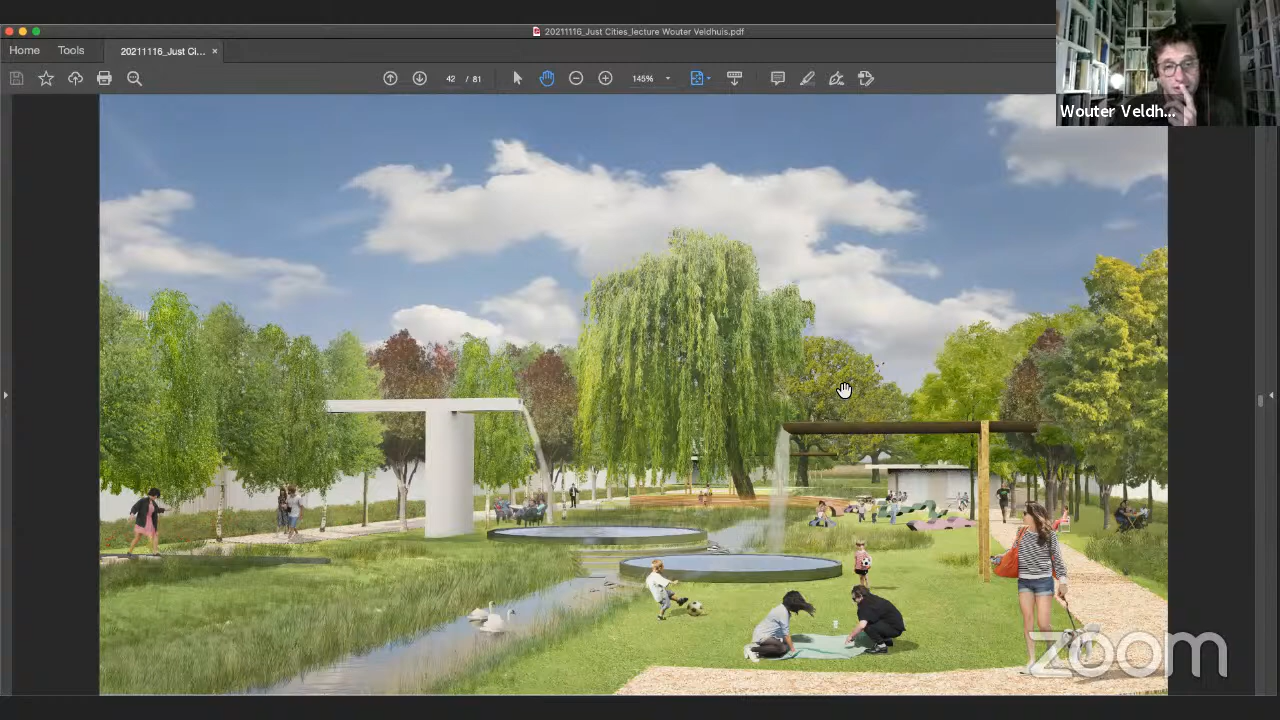 20211116_Just Cities_lecture Wouter Veldhuis.pdf
Home
Tools
20211116_Just Ci...
×
42 / 81
145%
Wouter Veldh...
zoom